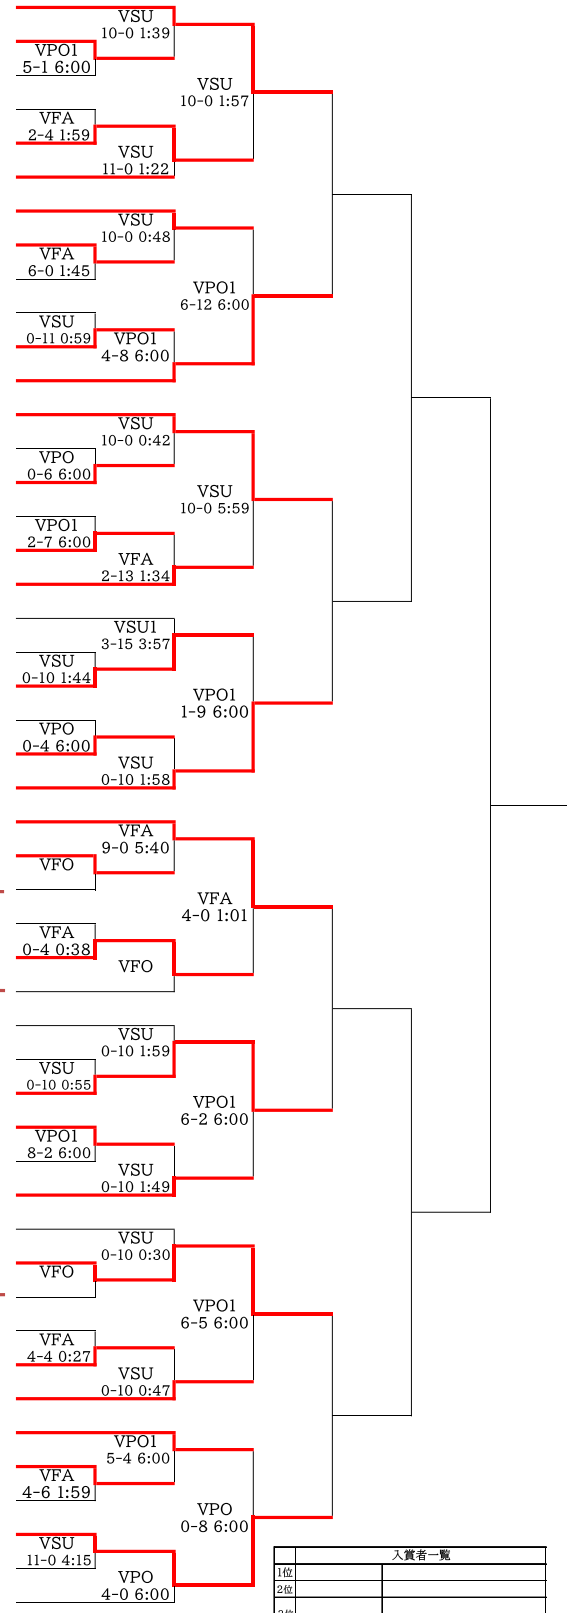 VSU
10-0 1:39
VPO1
5-1 6:00
VSU
10-0 1:57
VFA
2-4 1:59
VSU
11-0 1:22
VSU
10-0 0:48
VFA
6-0 1:45
VPO1
6-12 6:00
VSU
0-11 0:59
VPO1
4-8 6:00
VSU
10-0 0:42
VPO
0-6 6:00
VSU
10-0 5:59
VPO1
2-7 6:00
VFA
2-13 1:34
VSU1
3-15 3:57
VSU
0-10 1:44
VPO1
1-9 6:00
VPO
0-4 6:00
VSU
0-10 1:58
VFA
9-0 5:40
VFO
VFA
4-0 1:01
VFA
0-4 0:38
VFO
VSU
0-10 1:59
VSU
0-10 0:55
VPO1
6-2 6:00
VPO1
8-2 6:00
VSU
0-10 1:49
VSU
0-10 0:30
VFO
VPO1
6-5 6:00
VFA
4-4 0:27
VSU
0-10 0:47
VPO1
5-4 6:00
VFA
4-6 1:59
VPO
0-8 6:00
VSU
11-0 4:15
VPO
4-0 6:00
入賞者一覧
1位
2位
3位